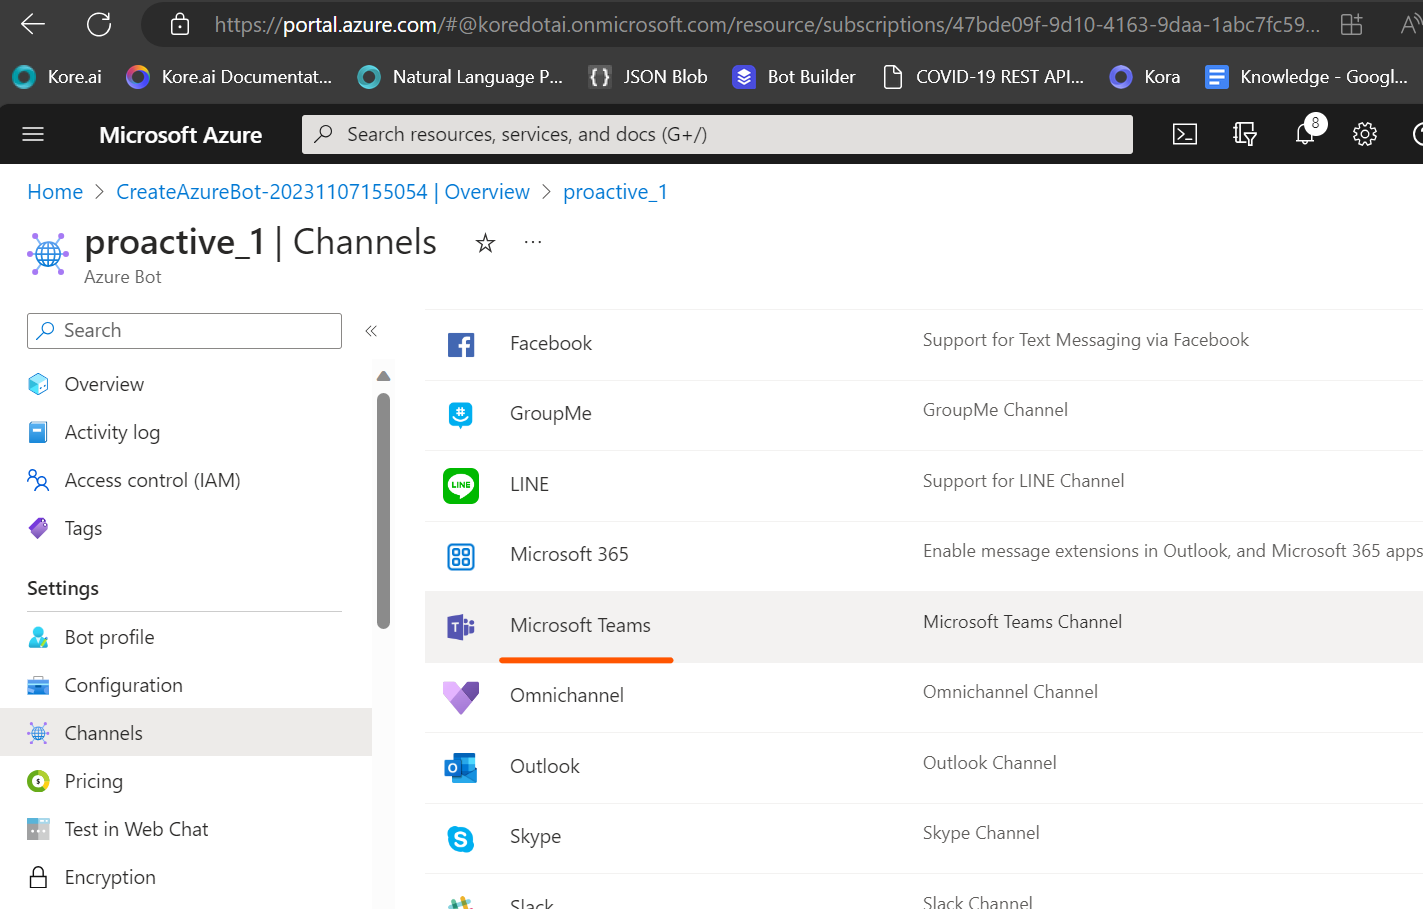 https://portal.azure.com/#@koredotai.onmicrosoft.com/resource/subscriptions/47bde09f-9d10-4163-9daa-1abc7fc59...
Kore.ai Kore.ai Documentat... Natural Language P... {} JSON Blob Bot Builder COVID-19 REST API... Kora Knowledge - Googl...
Microsoft Azure Search resources, services, and docs (G+/) 8
Home > CreateAzureBot-20231107155054 | Overview > proactive_1
proactive_1 | Channels ...
Azure Bot
Search «
Overview
Activity log
Access control (IAM)
Tags
Settings
Bot profile
Configuration
Channels
Pricing
Test in Web Chat
Encryption
Facebook Support for Text Messaging via Facebook
GroupMe GroupMe Channel
LINE LINE Support for LINE Channel
Microsoft 365 Enable message extensions in Outlook, and Microsoft 365 apps
Microsoft Teams Microsoft Teams Channel
Omnichannel Omnichannel Channel
Outlook Outlook Channel
Skype Skype Channel
Slack Slack Channel